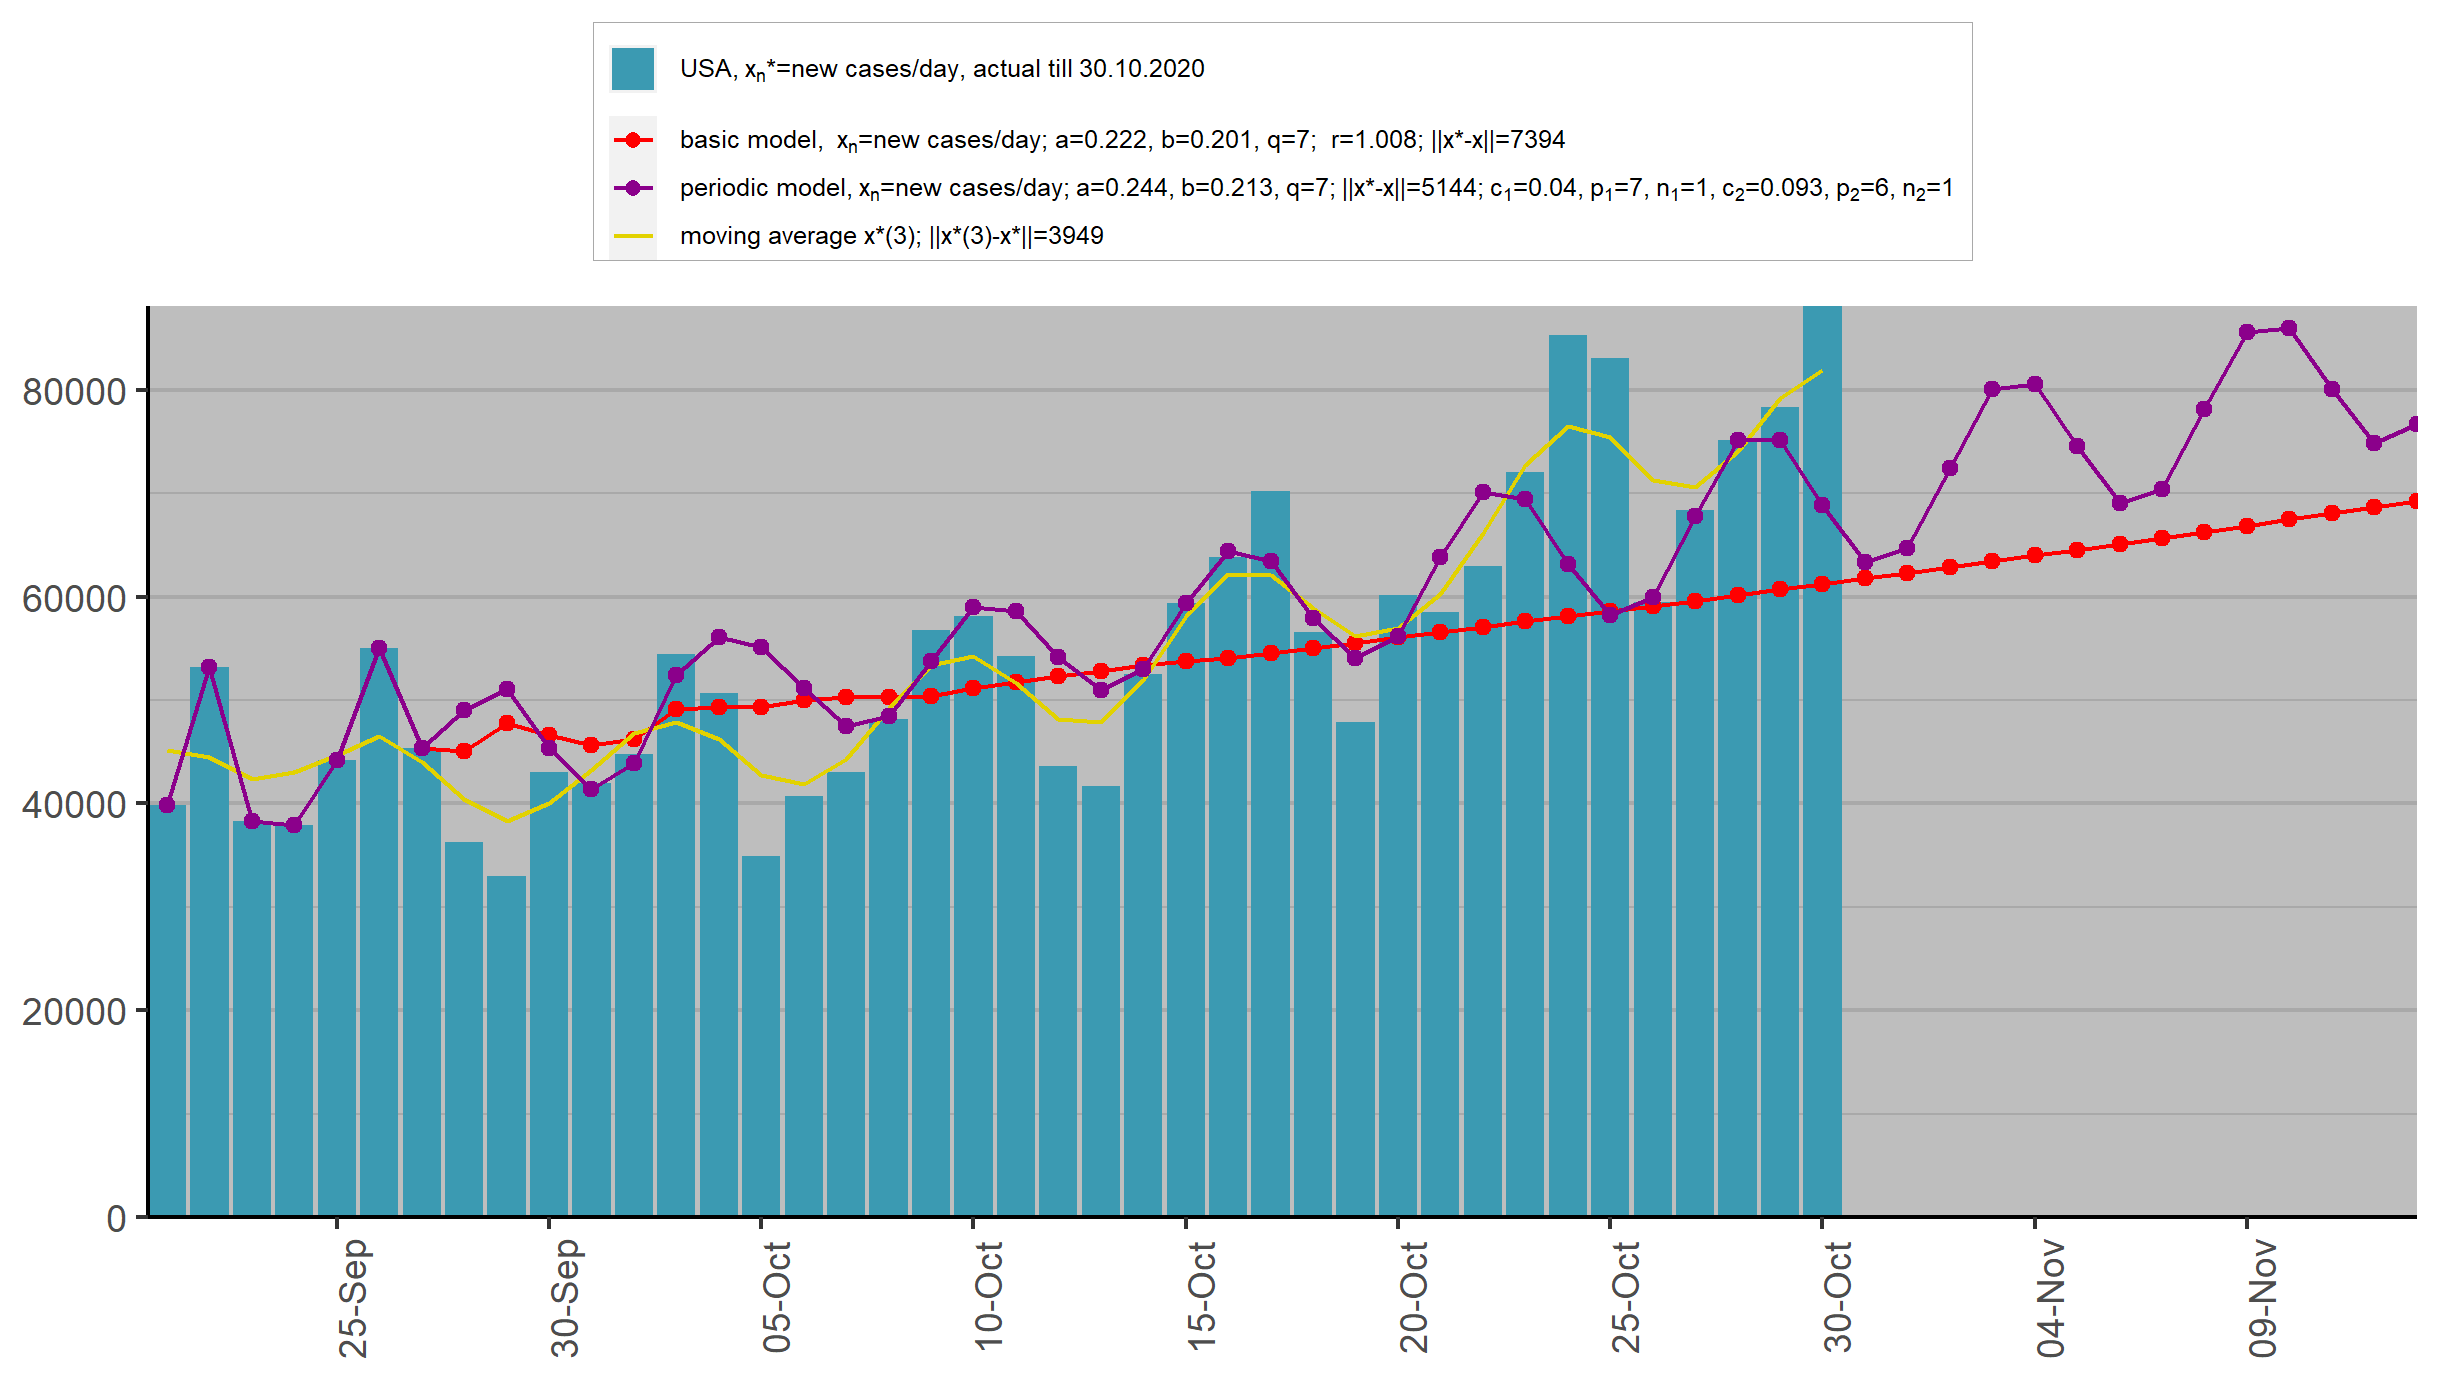 USA, xₙ*=new cases/day, actual till 30.10.2020
basic model,  xₙ=new cases/day; a=0.222, b=0.201, q=7;  r=1.008; ||x*-x||=7394
periodic model, xₙ=new cases/day; a=0.244, b=0.213, q=7; ||x*-x||=5144; c₁=0.04, p₁=7, n₁=1, c₂=0.093, p₂=6, n₂=1
moving average x*(3); ||x*(3)-x*||=3949
80000
60000
40000
20000
0
25-Sep
30-Sep
05-Oct
10-Oct
15-Oct
20-Oct
25-Oct
30-Oct
04-Nov
09-Nov